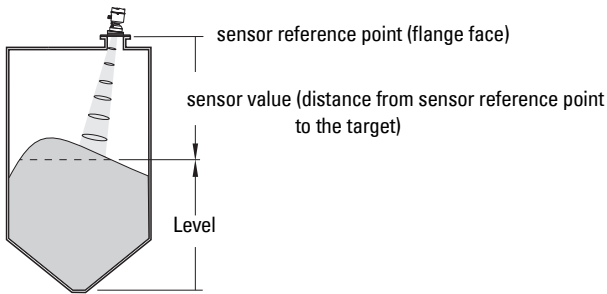 sensor reference point (flange face)
sensor value (distance from sensor reference point
to the target)
Level